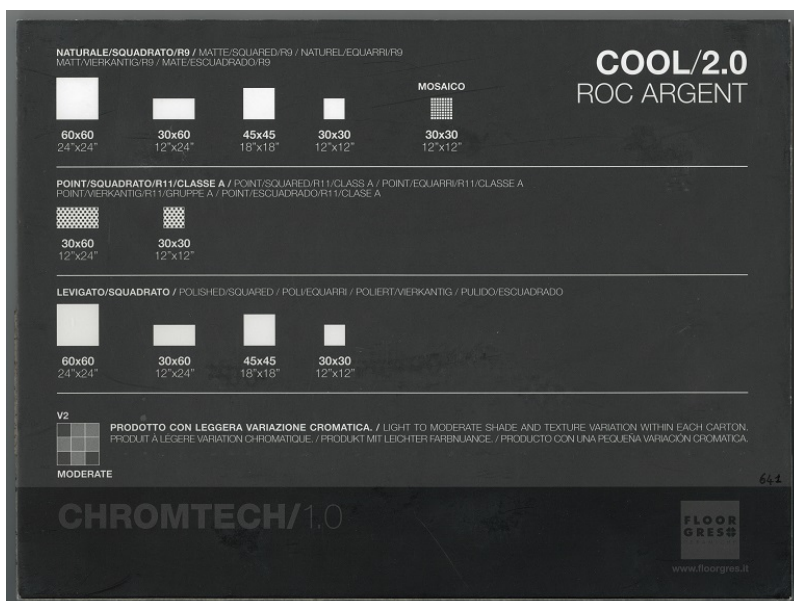 NATURALE/SQUADRATO/R9 / MATTE/SQUARED/R9 / NATUREL/EQUARRI/R9
MATT/VIERKANTIG/R9 / MATE/ESCUADRADO/R9
COOL/2.0
ROC ARGENT
MOSAICO
60x60 30x60 45x45 30x30 30x30
24"x24" 12"x24" 18"x18" 12"x12" 12"x12"
POINT/SQUADRATO/R11/CLASSE A / POINT/SQUARED/R11/CLASS A / POINT/EQUARRI/R11/CLASSE A
POINT/VIERKANTIG/R11/GRUPPE A / POINT/ESCUADRADO/R11/CLASE A
30x60 30x30
12"x24" 12"x12"
LEVIGATO/SQUADRATO / POLISHED/SQUARED / POLI/EQUARRI / POLIERT/VIERKANTIG / PULIDO/ESCUADRADO
60x60 30x60 45x45 30x30
24"x24" 12"x24" 18"x18" 12"x12"
V2
PRODOTTO CON LEGGERA VARIAZIONE CROMATICA. / LIGHT TO MODERATE SHADE AND TEXTURE VARIATION WITHIN EACH CARTON.
PRODUIT A LÉGERE VARIATION CHROMATIQUE. / PRODUKT MIT LEICHTER FARBNUANCE. / PRODUCTO CON UNA PEQUEÑA VARIACIÓN CROMATICA.
MODERATE
641
CHROMTECH/1.0
FLOOR
GRES
www.floorgres.it